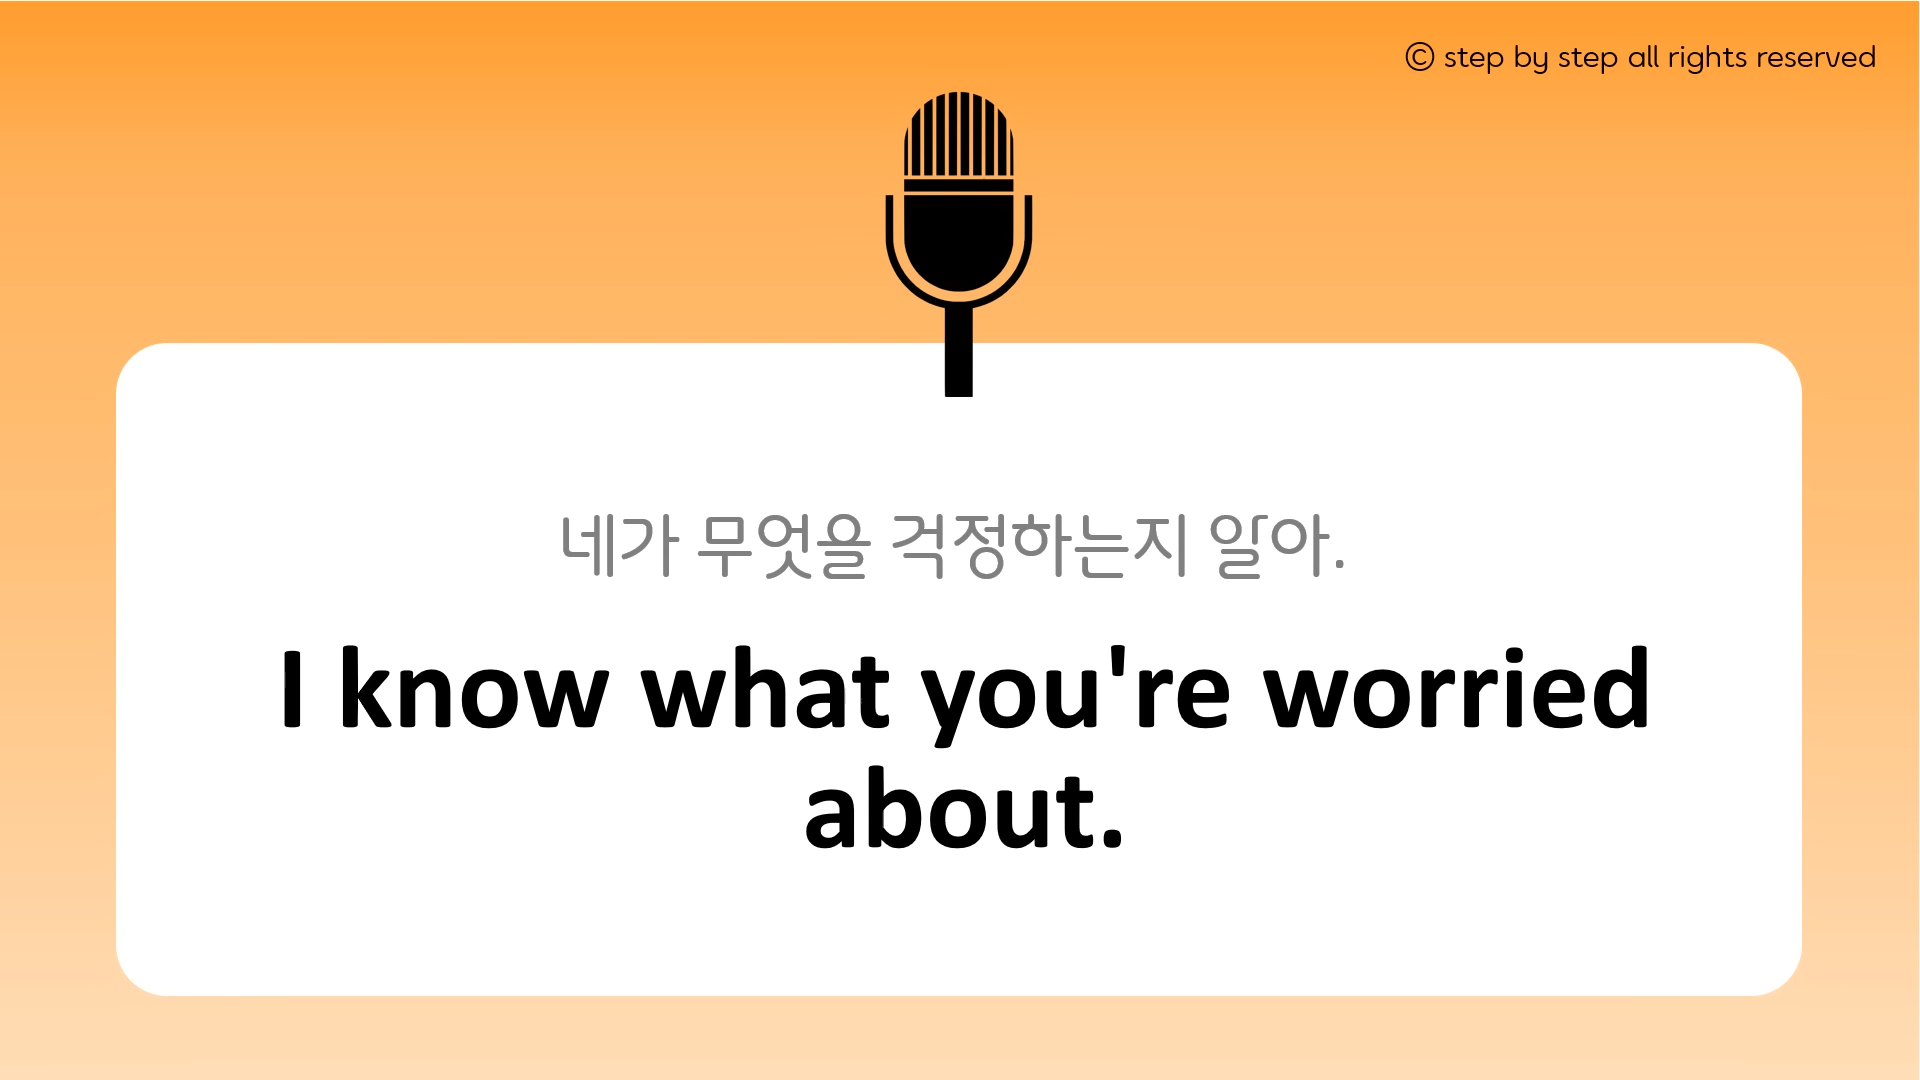 © step by step all rights reserved
네가 무엇을 걱정하는지 알아.
I know what you're worried
about.